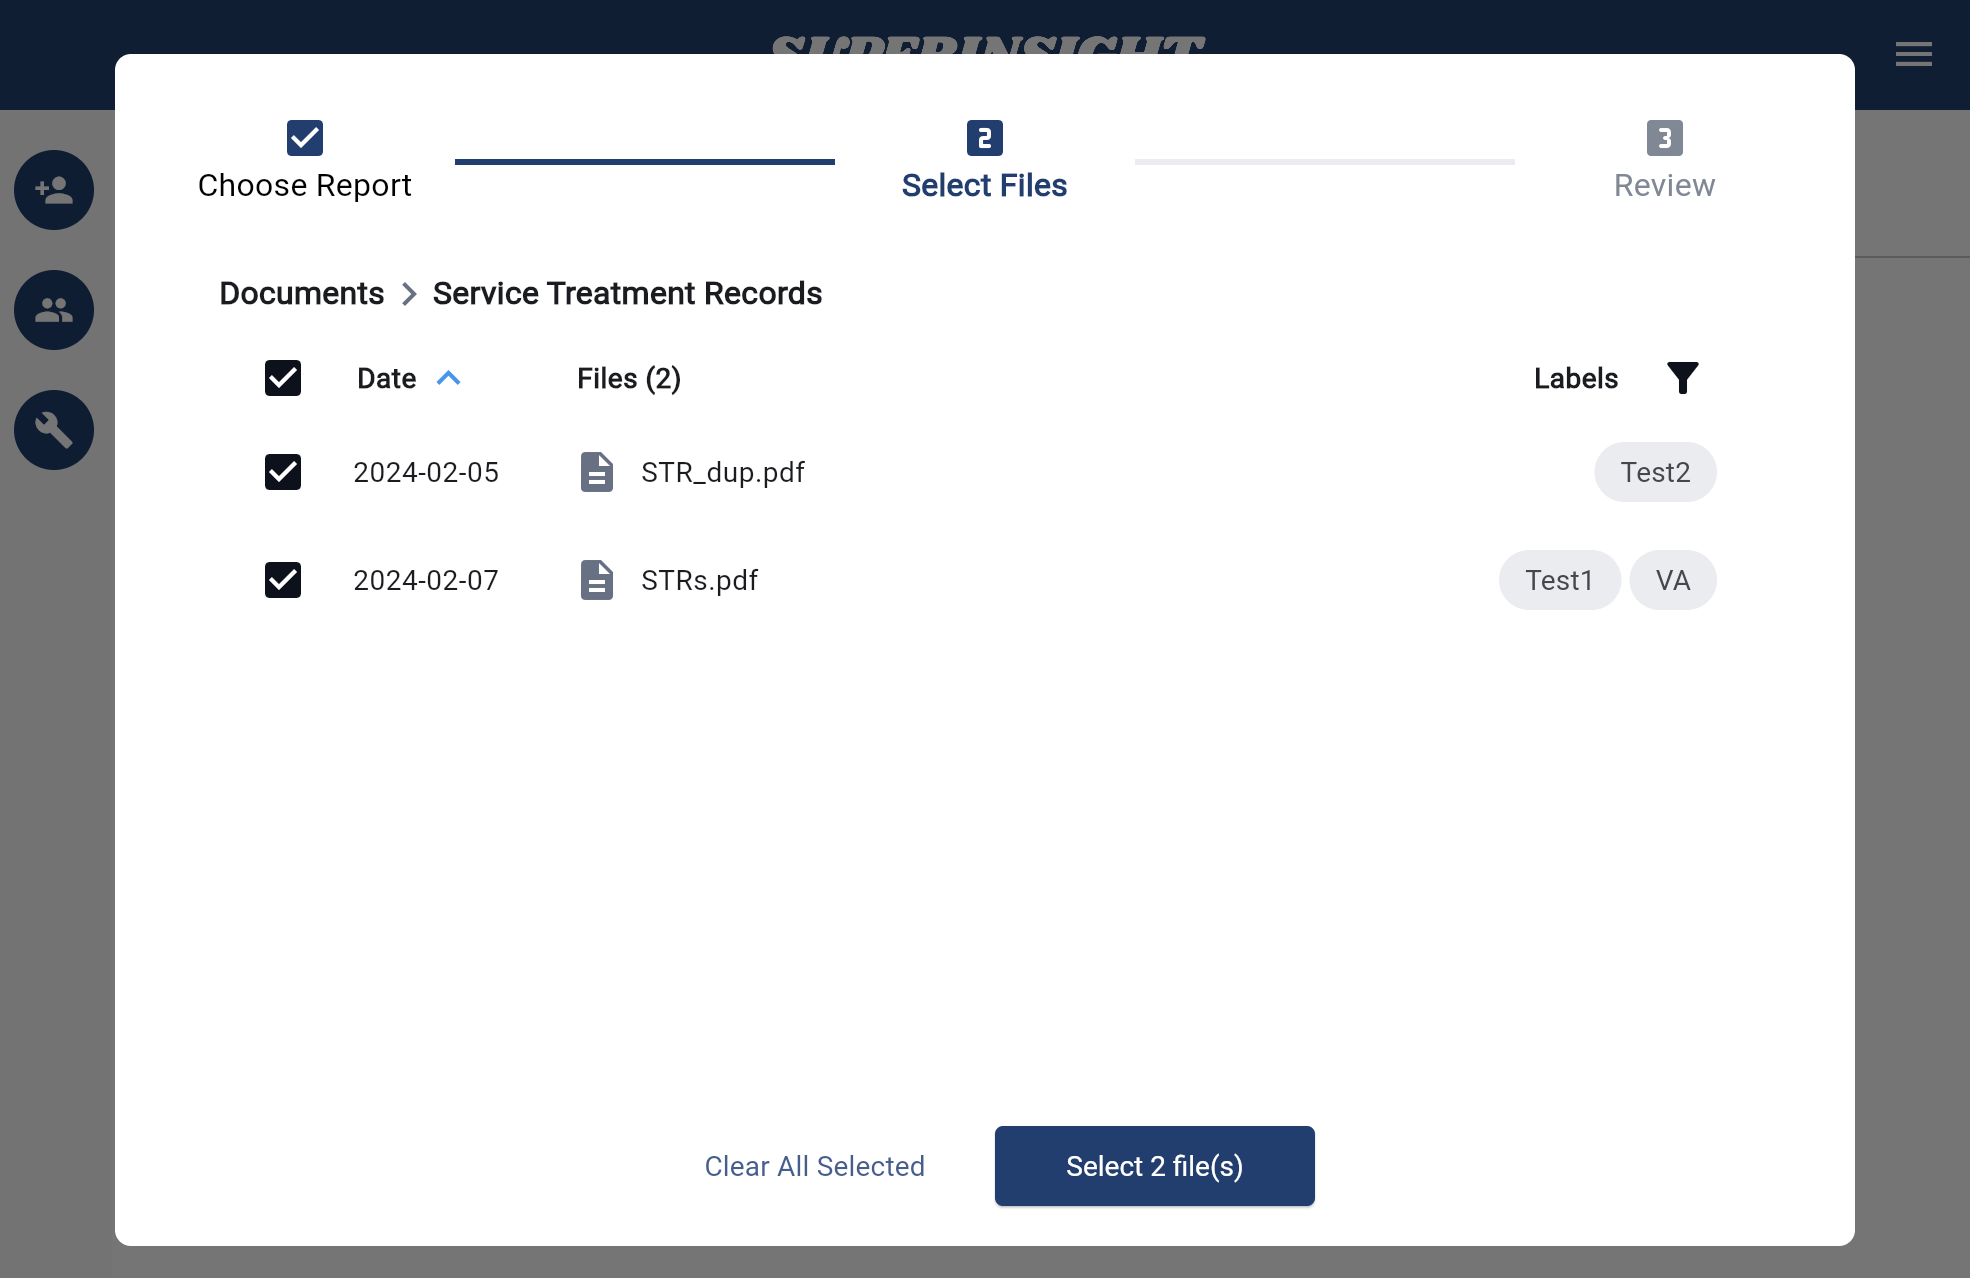 SUPERINSIGHT
2
3
Choose Report
Select Files
Review
Documents > Service Treatment Records
Date
Files (2)
Labels
2024-02-05
STR_dup.pdf
Test2
2024-02-07
STRs.pdf
Test1
VA
Clear All Selected
Select 2 file(s)